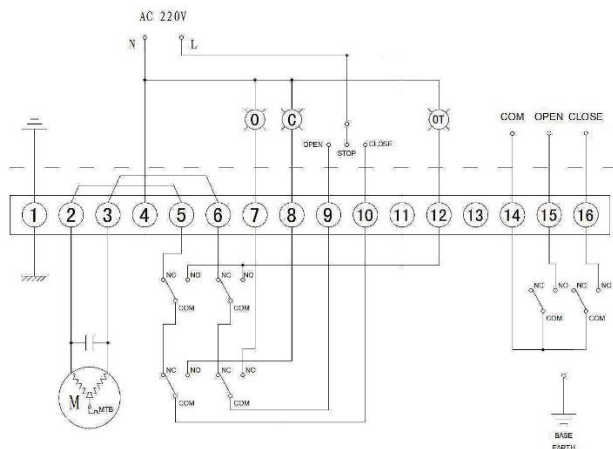 AC 220V
N L
O C OT
COM OPEN CLOSE
OPEN STOP CLOSE
1 2 3 4 5 6 7 8 9 10 11 12 13 14 15 16
NC NO NC NO
COM COM
NC NO NC NO
COM COM
NC NO NC NO
COM COM
M MTB
BASE
EARTH